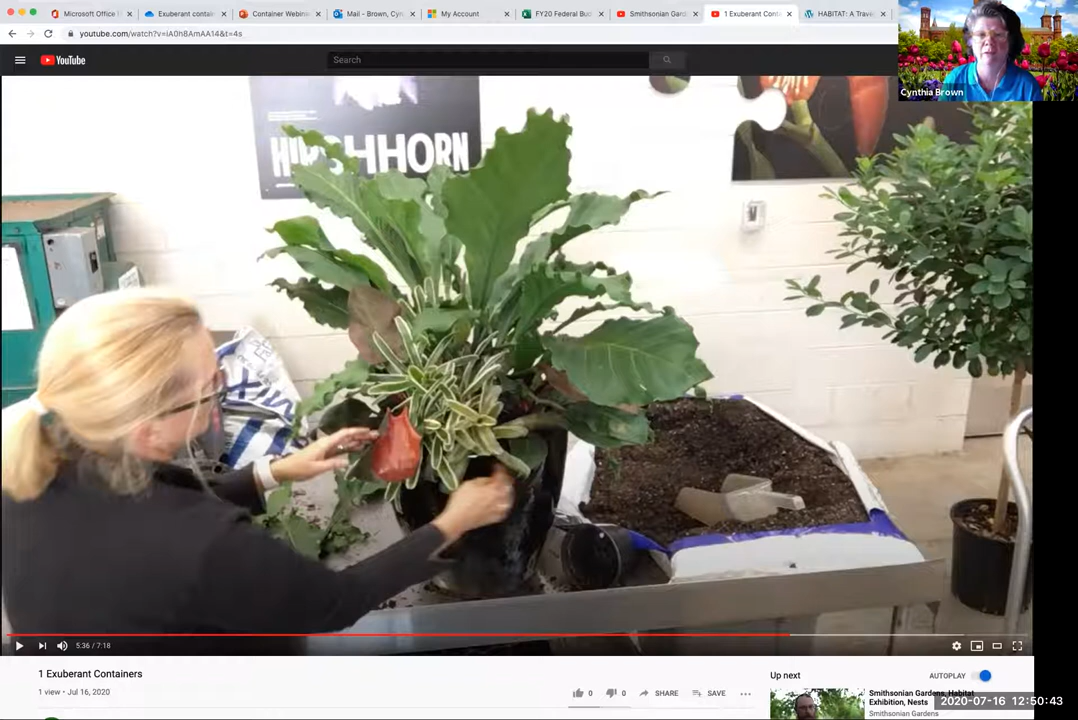 Microsoft Office
Exuberant contai
Container Webin
Mail – Brown, Cyn
My Account
FY20 Federal Bud
Smithsonian Gard
1 Exuberant Conta
HABITAT: A Trave
youtube.com/watch?v=iA0h8AmAA14&t=4s
YouTube
Search
Cynthia Brown
HIRSHHORN
5:36 / 7:18
1 Exuberant Containers
1 view • Jul 16, 2020
0
0
SHARE
SAVE
Up next
AUTOPLAY
Smithsonian Gardens, Habitat
Exhibition, Nests
Smithsonian Gardens
2020-07-16 12:50:43